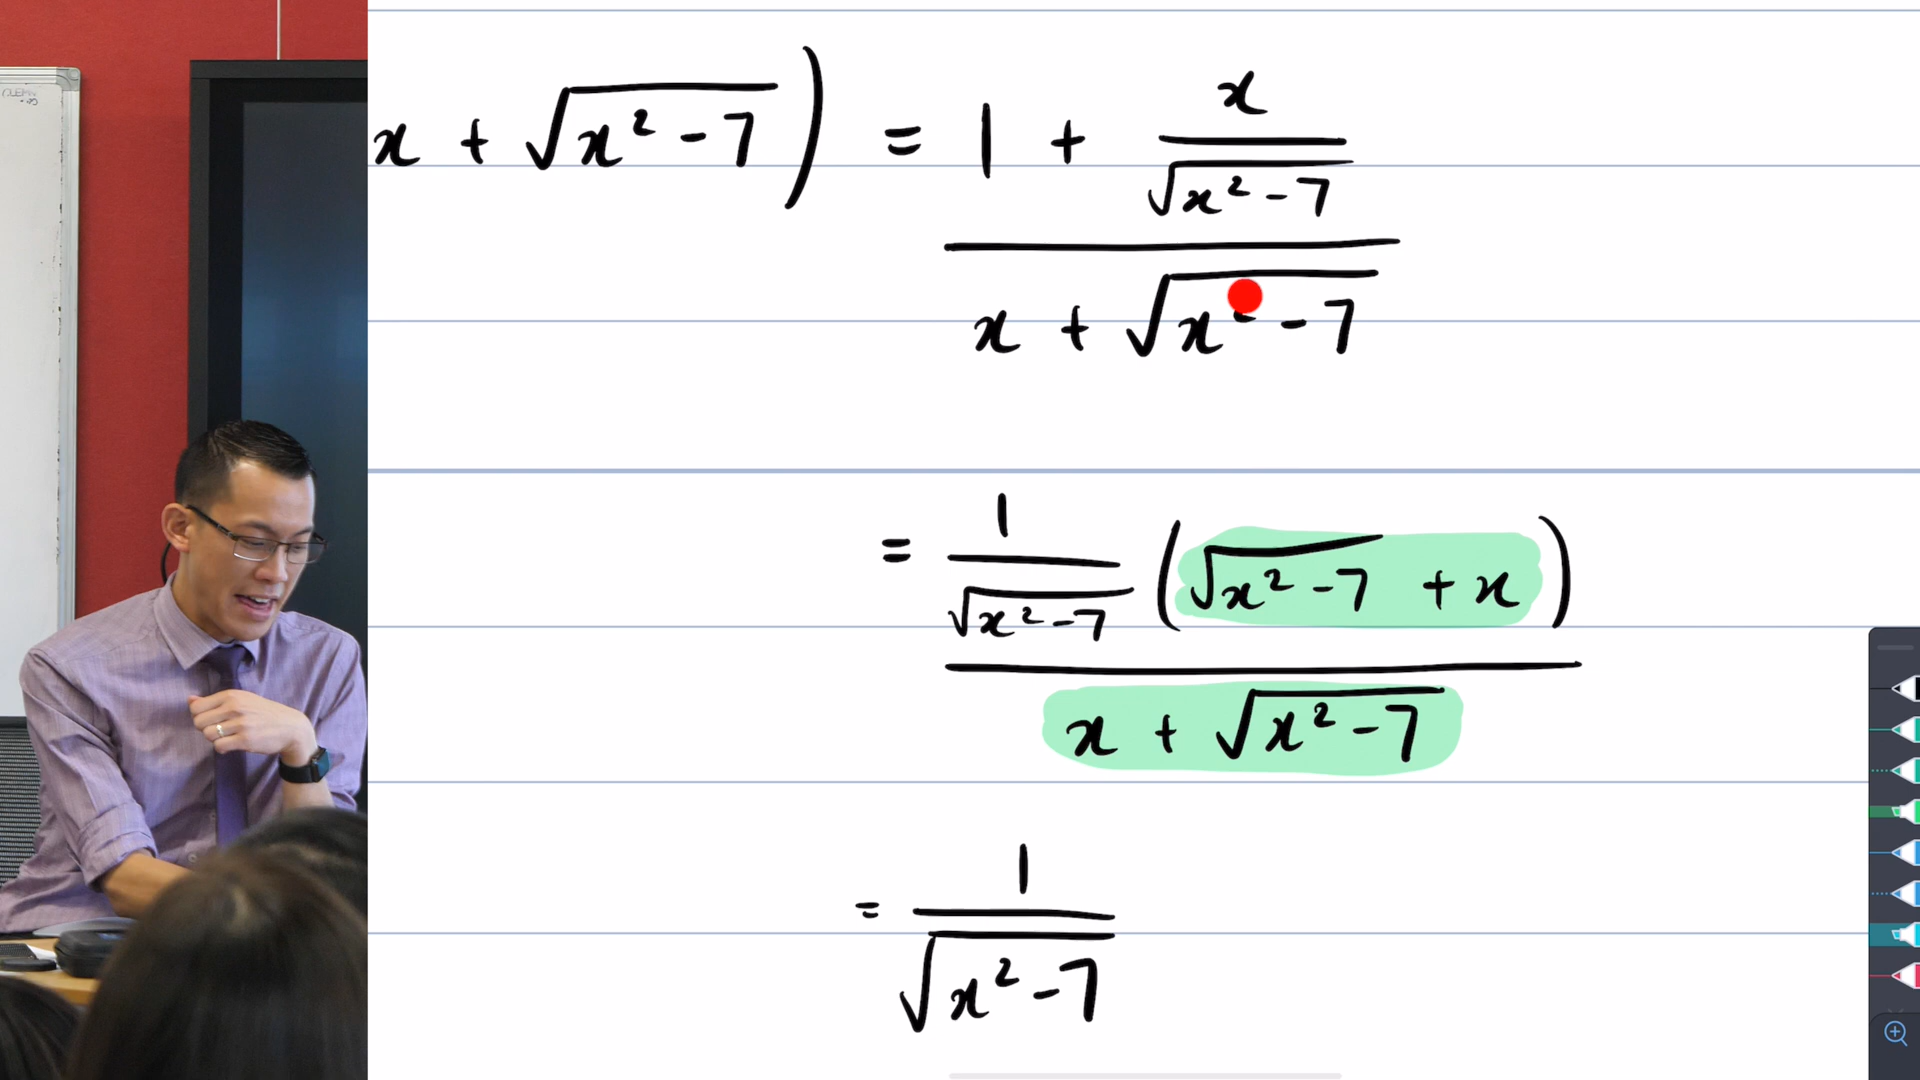 x + √(x² - 7) ) = (1 + x/√(x² - 7)) / (x + √(x² - 7))
= (1/√(x² - 7) (√(x² - 7) + x)) / (x + √(x² - 7))
= 1/√(x² - 7)